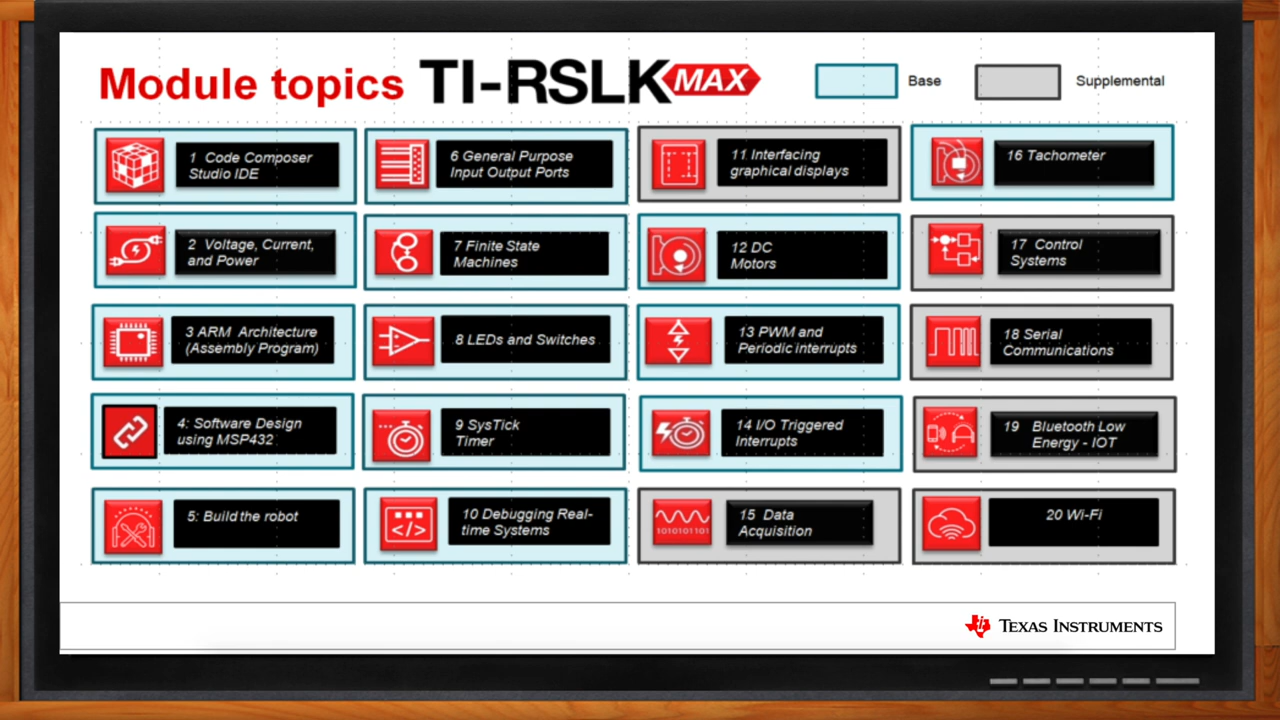 Module topics TI-RSLK MAX
Base
Supplemental
1 Code Composer
Studio IDE
2 Voltage, Current,
and Power
3 ARM Architecture
(Assembly Program)
4: Software Design
using MSP432
5: Build the robot
6 General Purpose
Input Output Ports
7 Finite State
Machines
8 LEDs and Switches
9 SysTick
Timer
10 Debugging Real-
time Systems
11 Interfacing
graphical displays
12 DC
Motors
13 PWM and
Periodic interrupts
14 I/O Triggered
Interrupts
15 Data
Acquisition
1010101101
16 Tachometer
17 Control
Systems
18 Serial
Communications
19 Bluetooth Low
Energy - IOT
20 Wi-Fi
TEXAS INSTRUMENTS